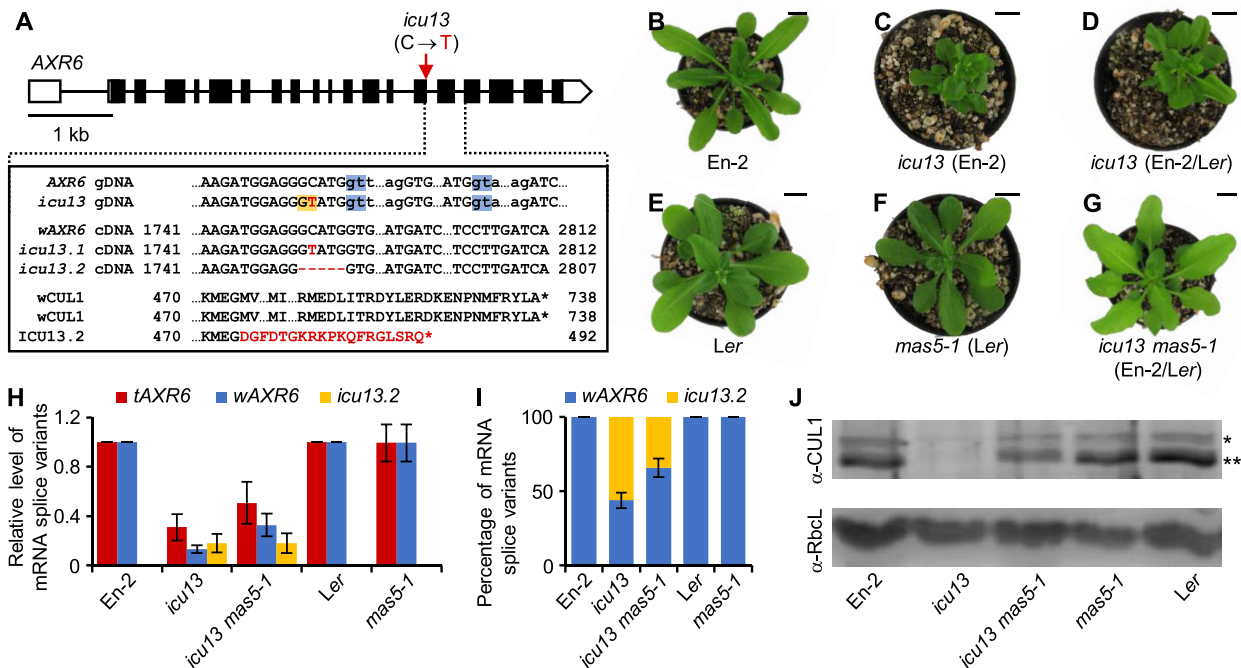 A
icu13
(C→T)
AXR6
1 kb
AXR6 gDNA ...AAGATGGAGGGCATGgtt...agGTG...ATGgta...agATC...
icu13 gDNA ...AAGATGGAGGGTATGgtt...agGTG...ATGgta...agATC...
wAXR6 cDNA 1741 ...AAGATGGAGGGCATGGTG...ATGATC...TCCTTGATCA 2812
icu13.1 cDNA 1741 ...AAGATGGAGGGTATGGTG...ATGATC...TCCTTGATCA 2812
icu13.2 cDNA 1741 ...AAGATGGAGG-----GTG...ATGATC...TCCTTGATCA 2807
wCUL1 470 ...KMEGMV...MI...RMEDLITRDYLERDKENPNMFRYLA* 738
wCUL1 470 ...KMEGMV...MI...RMEDLITRDYLERDKENPNMFRYLA* 738
ICU13.2 470 ...KMEGDGFDTGKRKPKQFRGLSRQ* 492
B
En-2
C
icu13 (En-2)
D
icu13 (En-2/Ler)
E
Ler
F
mas5-1 (Ler)
G
icu13 mas5-1
(En-2/Ler)
H
tAXR6 wAXR6 icu13.2
Relative level of
mRNA splice variants
1.2
0.8
0.4
0
En-2
icu13
icu13 mas5-1
Ler
mas5-1
I
wAXR6 icu13.2
Percentage of mRNA
splice variants
100
50
0
En-2
icu13
icu13 mas5-1
Ler
mas5-1
J
α-CUL1
*
**
α-RbcL
En-2
icu13
icu13 mas5-1
mas5-1
Ler